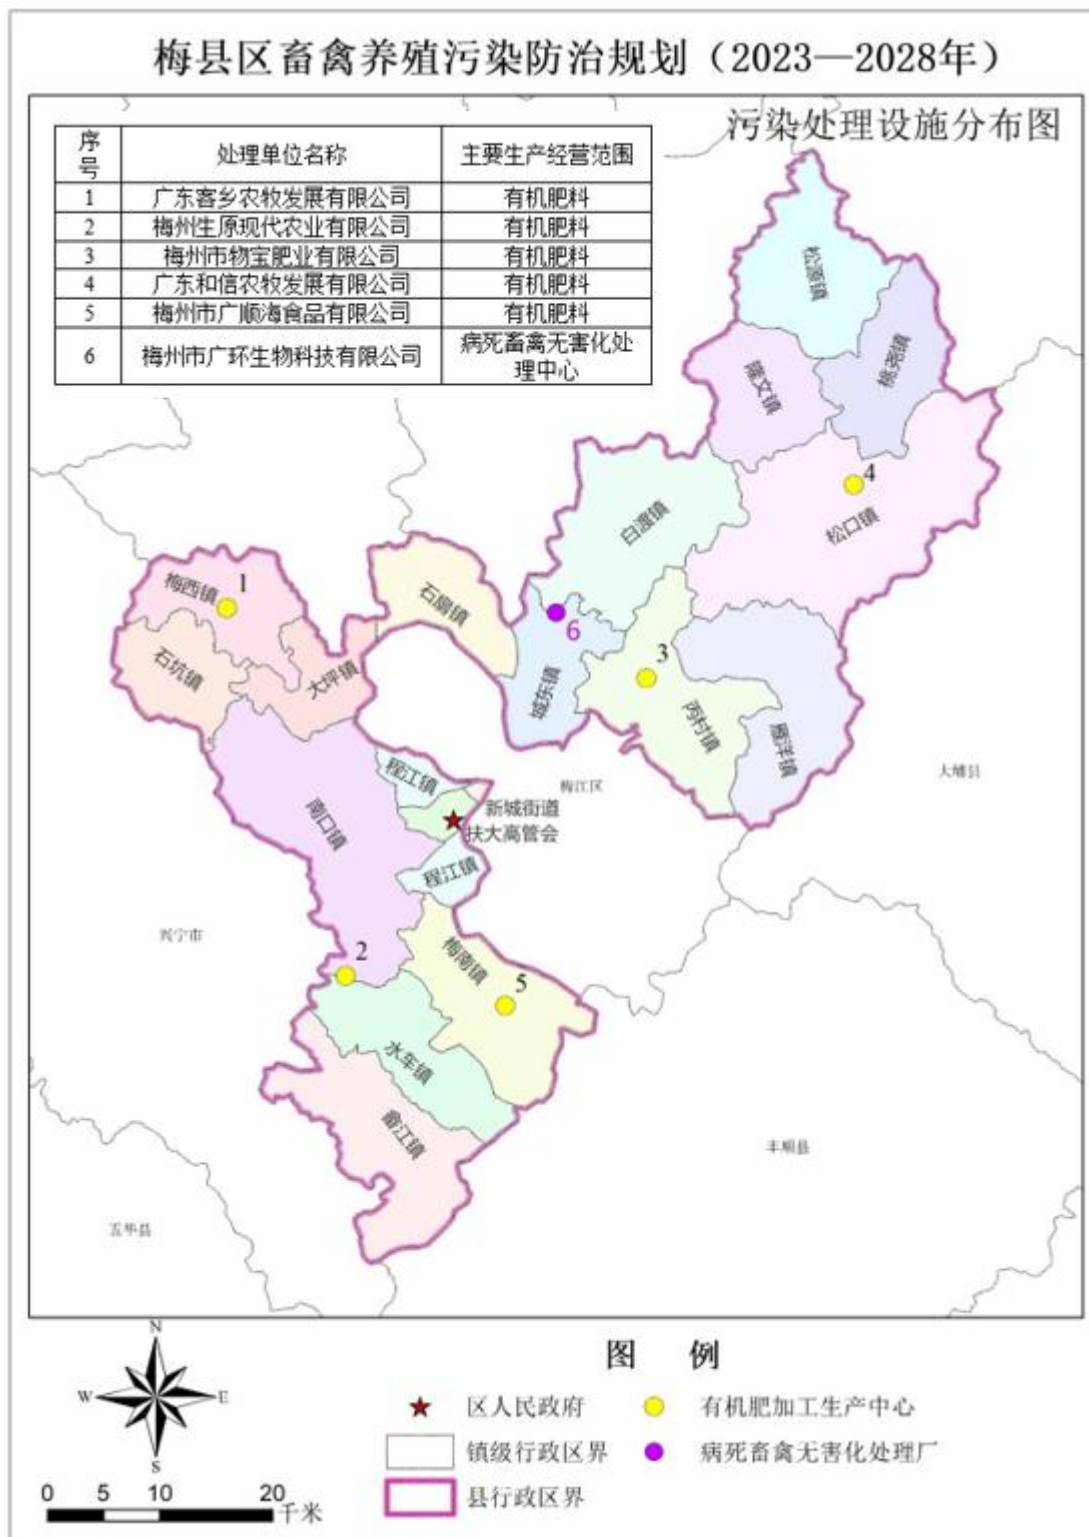 梅县区畜禽养殖污染防治规划（2023—2028年）
污染处理设施分布图
序号 处理单位名称 主要生产经营范围
1 广东客乡农牧发展有限公司 有机肥料
2 梅州生原现代农业有限公司 有机肥料
3 梅州市物宝肥业有限公司 有机肥料
4 广东和信农牧发展有限公司 有机肥料
5 梅州市广顺海食品有限公司 有机肥料
6 梅州市广环生物科技有限公司 病死畜禽无害化处理中心
松源镇
桃尧镇
隆文镇
4
松口镇
白渡镇
梅西镇
1
石扇镇
6
城东镇
3
丙村镇
雁洋镇
石坑镇
大坪镇
大埔县
梅江区
程江镇
南口镇
新城街道
扶大高管会
程江镇
兴宁市
2
梅南镇
5
水车镇
畲江镇
丰顺县
五华县
N
W
E
S
0 5 10 20
千米
图 例
区人民政府
有机肥加工生产中心
镇级行政区界
病死畜禽无害化处理厂
县行政区界